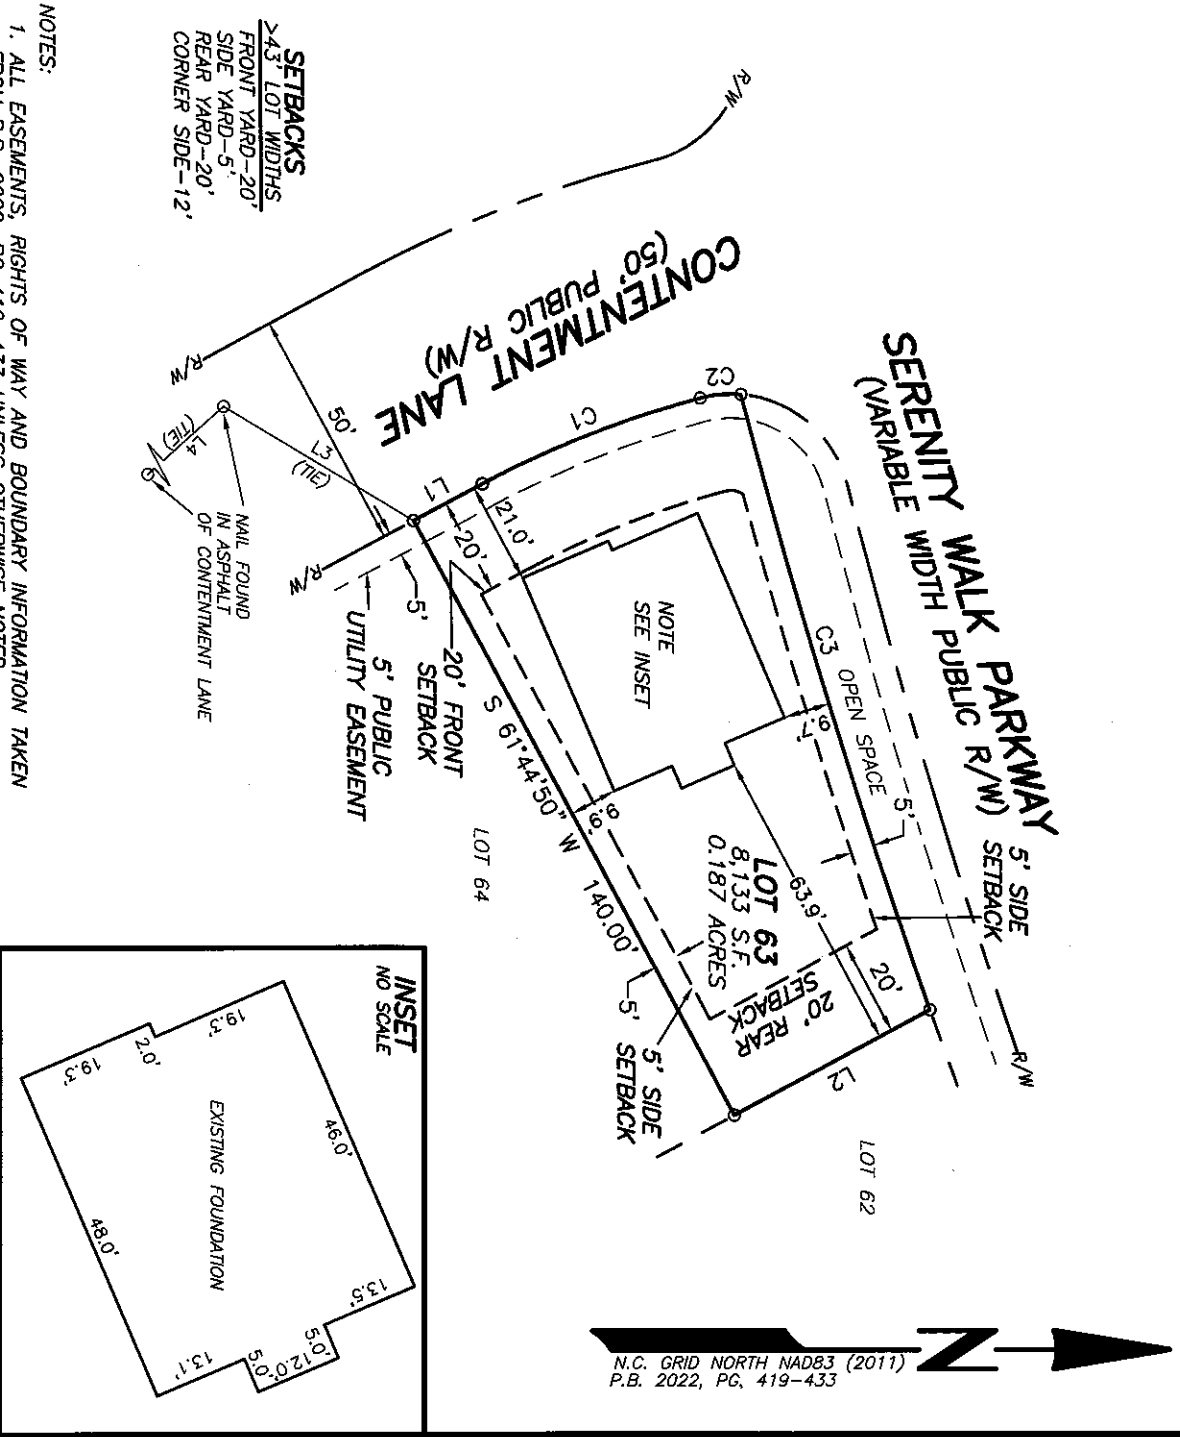 NOTES:
1. ALL EASEMENTS, RIGHTS OF WAY AND BOUNDARY INFORMATION TAKEN
SETBACKS
>43' LOT WIDTHS
FRONT YARD-20'
SIDE YARD-5'
REAR YARD-20'
CORNER SIDE-12'
R/W
R/W
R/W
R/W
CONTENTMENT LANE
(50' PUBLIC R/W)
SERENITY WALK PARKWAY
(VARIABLE WIDTH PUBLIC R/W)
50'
L4
(TIE)
L3
(TIE)
NAIL FOUND
IN ASPHALT
OF CONTENTMENT LANE
L1
C1
C2
C3
OPEN SPACE
21.0'
20'
5'
20' FRONT
SETBACK
5' PUBLIC
UTILITY EASEMENT
NOTE
SEE INSET
S 61°44'50" W 140.00'
9.7'
9.9'
63.9'
5'
5' SIDE
SETBACK
LOT 63
8,133 S.F.
0.187 ACRES
20'
20' REAR
SETBACK
5'
5' SIDE
SETBACK
L2
LOT 64
LOT 62
INSET
NO SCALE
19.3'
2.0'
19.3'
46.0'
EXISTING FOUNDATION
48.0'
13.5'
5.0'
12.0'
5.0'
13.1'
N
N.C. GRID NORTH NAD83 (2011)
P.B. 2022, PG, 419-433